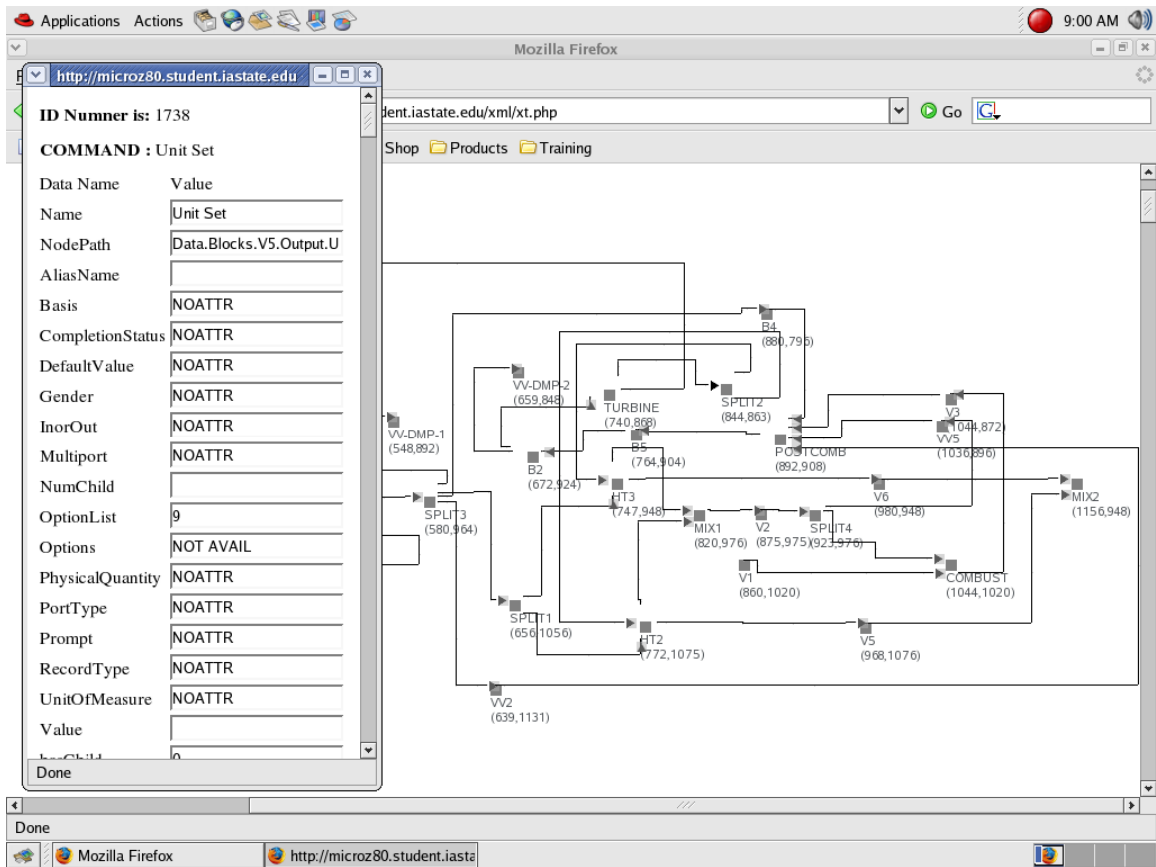 Applications Actions
9:00 AM
Mozilla Firefox
http://microz80.student.iastate.edu
dent.iastate.edu/xml/xt.php
Go
G
Shop Products Training
ID Numner is: 1738
COMMAND : Unit Set
Data Name Value
Name Unit Set
NodePath Data.Blocks.V5.Output.U
AliasName
Basis NOATTR
CompletionStatus NOATTR
DefaultValue NOATTR
Gender NOATTR
InorOut NOATTR
Multiport NOATTR
NumChild
OptionList 9
Options NOT AVAIL
PhysicalQuantity NOATTR
PortType NOATTR
Prompt NOATTR
RecordType NOATTR
UnitOfMeasure NOATTR
Value
hasChild 0
Done
B4
(880,795)
VV-DMP-2
(659,848)
TURBINE
(740,868)
SPLIT2
(844,863)
V3
(1044,872)
VV-DMP-1
(548,892)
B5
(764,904)
VV5
(1036,896)
POSTCOMB
(892,908)
B2
(672,924)
HT3
(747,948)
V6
(980,948)
MIX2
(1156,948)
SPLIT3
(580,964)
MIX1
(820,976)
V2
(875,975)
SPLIT4
(923,976)
V1
(860,1020)
COMBUST
(1044,1020)
SPLIT1
(656,1056)
HT2
(772,1075)
V5
(968,1076)
VV2
(639,1131)
Done
Mozilla Firefox
http://microz80.student.iasta